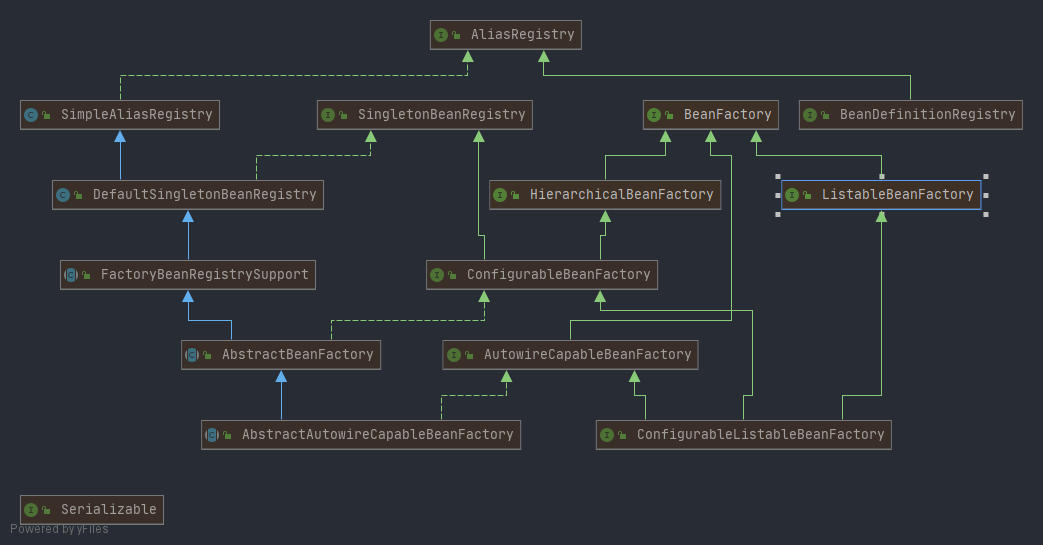 AliasRegistry
SimpleAliasRegistry
SingletonBeanRegistry
BeanFactory
BeanDefinitionRegistry
DefaultSingletonBeanRegistry
HierarchicalBeanFactory
ListableBeanFactory
FactoryBeanRegistrySupport
ConfigurableBeanFactory
AbstractBeanFactory
AutowireCapableBeanFactory
AbstractAutowireCapableBeanFactory
ConfigurableListableBeanFactory
Serializable
Powered by yFiles